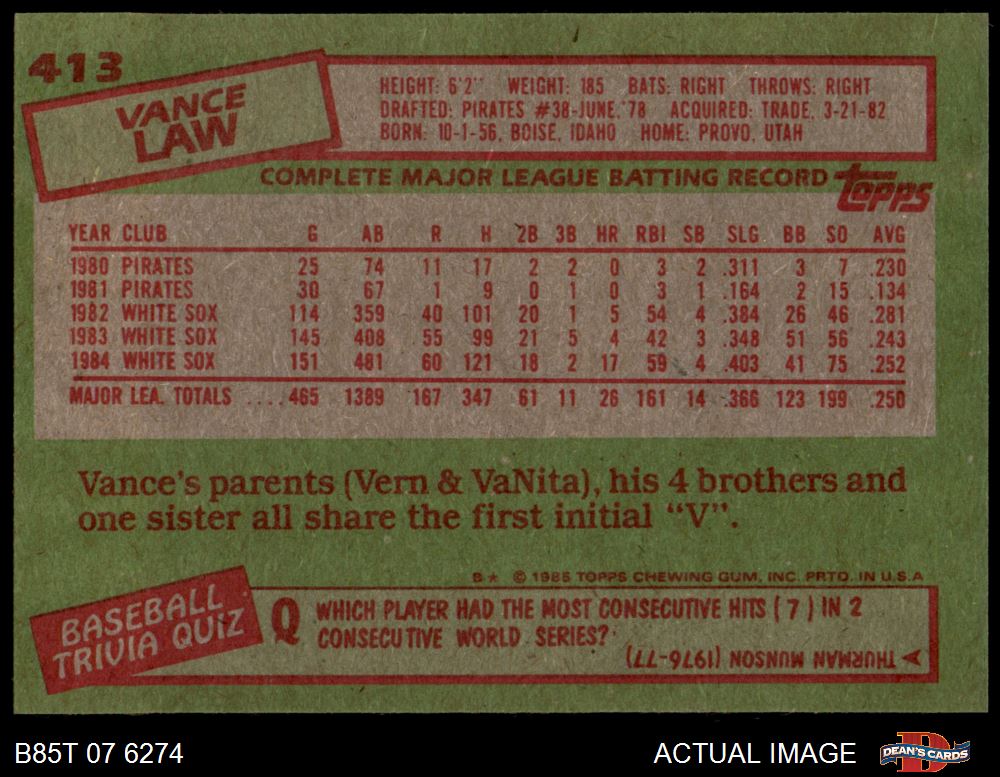 413
VANCE
LAW
HEIGHT: 6'2" WEIGHT: 185 BATS: RIGHT THROWS: RIGHT
DRAFTED: PIRATES #38-JUNE,'78 ACQUIRED: TRADE, 3-21-82
BORN: 10-1-56, BOISE, IDAHO HOME: PROVO, UTAH
COMPLETE MAJOR LEAGUE BATTING RECORD topps
YEAR CLUB G AB R H 2B 3B HR RBI SB SLG BB SO AVG
1980 PIRATES 25 74 11 17 2 2 0 3 2 .311 3 7 .230
1981 PIRATES 30 67 1 9 0 1 0 3 1 .164 2 15 .134
1982 WHITE SOX 114 359 40 101 20 1 5 54 4 .384 26 46 .281
1983 WHITE SOX 145 408 55 99 21 5 4 42 3 .348 51 56 .243
1984 WHITE SOX 151 481 60 121 18 2 17 59 4 .403 41 75 .252
MAJOR LEA. TOTALS ....465 1389 167 347 61 11 26 161 14 .366 123 199 .250
Vance's parents (Vern & VaNita), his 4 brothers and
one sister all share the first initial "V".
B* © 1985 TOPPS CHEWING GUM, INC. PRTD. IN U.S.A
BASEBALL
TRIVIA QUIZ
Q WHICH PLAYER HAD THE MOST CONSECUTIVE HITS (7) IN 2
CONSECUTIVE WORLD SERIES?
THURMAN MUNSON (1976-77)
B85T 07 6274
ACTUAL IMAGE
D
DEAN'S CARDS